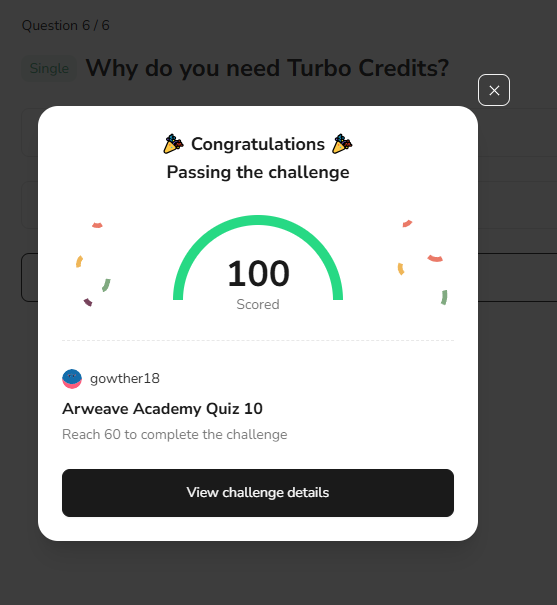 Question 6 / 6
Single Why do you need Turbo Credits?
Congratulations
Passing the challenge
100
Scored
gowther18
Arweave Academy Quiz 10
Reach 60 to complete the challenge
View challenge details